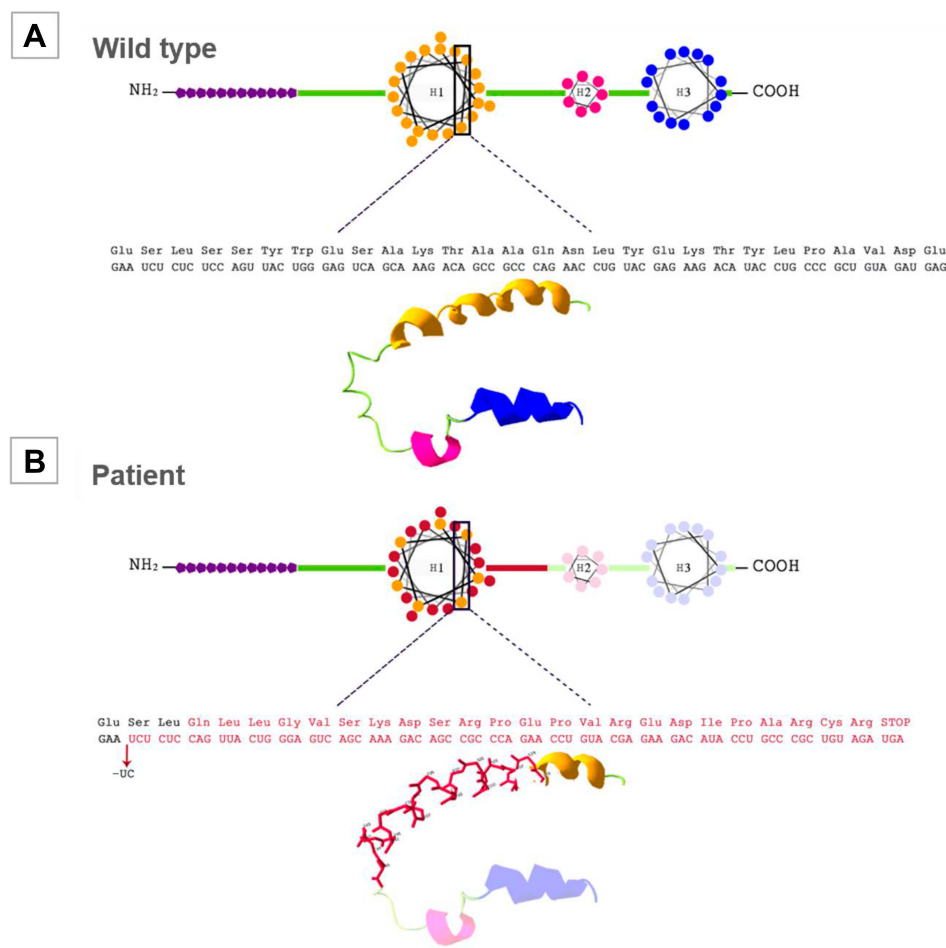 A
Wild type
NH2
H1
H2
H3
COOH
Glu Ser Leu Ser Ser Tyr Trp Glu Ser Ala Lys Thr Ala Ala Gln Asn Leu Tyr Glu Lys Thr Tyr Leu Pro Ala Val Asp Glu
GAA UCU CUC UCC AGU UAC UGG GAG UCA GCA AAG ACA GCC GCC CAG AAC CUGUAC GAG AAG ACA UAC CUG CCC GCU GUA GAU GAG
B
Patient
NH2
H1
H2
H3
COOH
Glu Ser Leu Gln Leu Leu Gly Val Ser Lys Asp Ser Arg Pro Glu Pro Val Arg Glu Asp Ile Pro Ala Arg Cys Arg STOP
GAA UCU CUC CAG UUA CUG GGA GUC AGC AAA GAC AGC CGC CCA GAA CCU GUA CGA GAA GAC AUA CCU GCC CGC UGU AGA UGA
-UC